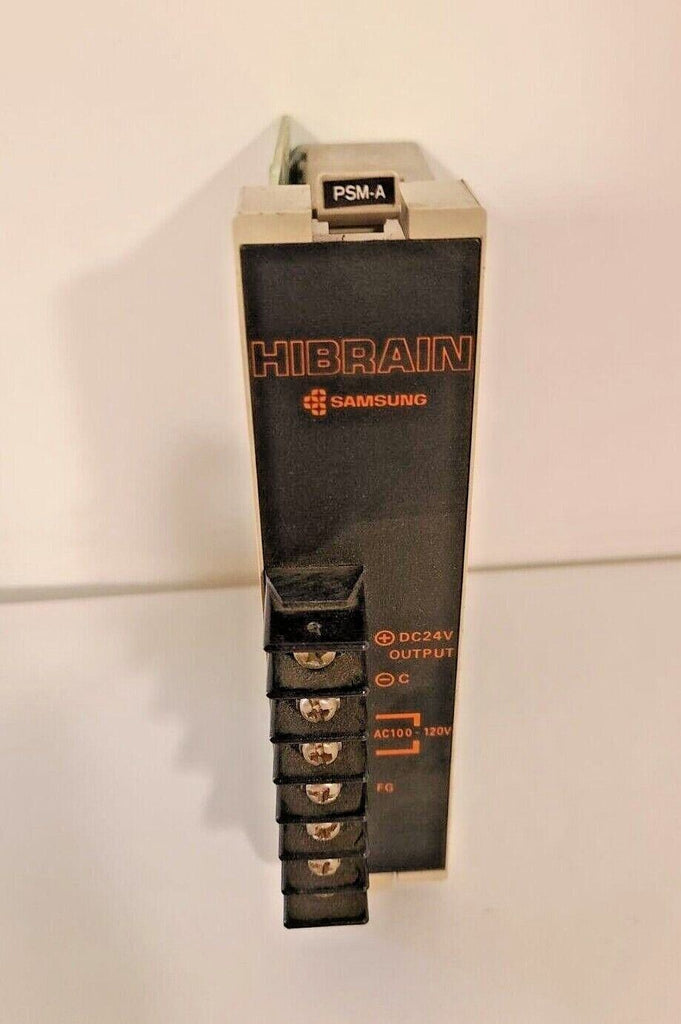 PSM-A
HIBRAIN
SAMSUNG
⊕ DC24V
OUTPUT
⊖ C
AC100-120V
FG